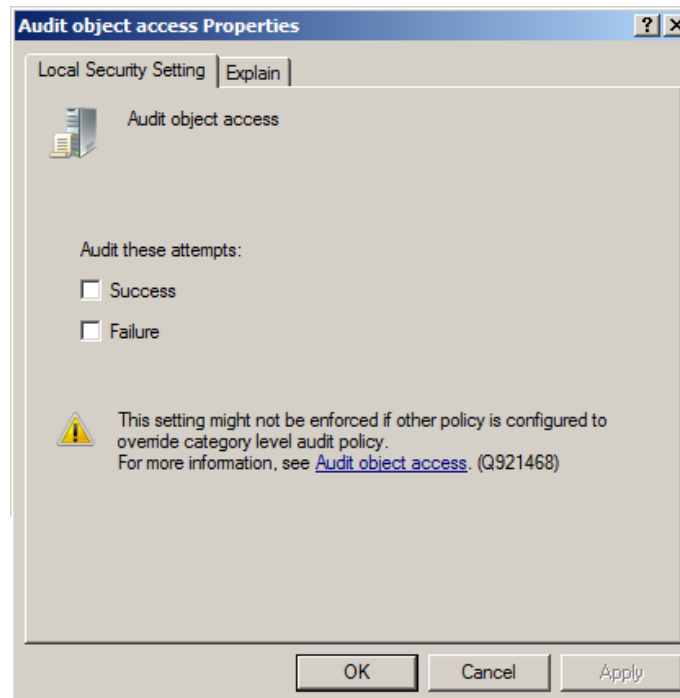 Audit object access Properties
Local Security Setting
Explain
Audit object access
Audit these attempts:
Success
Failure
This setting might not be enforced if other policy is configured to
override category level audit policy.
For more information, see Audit object access. (Q921468)
OK
Cancel
Apply